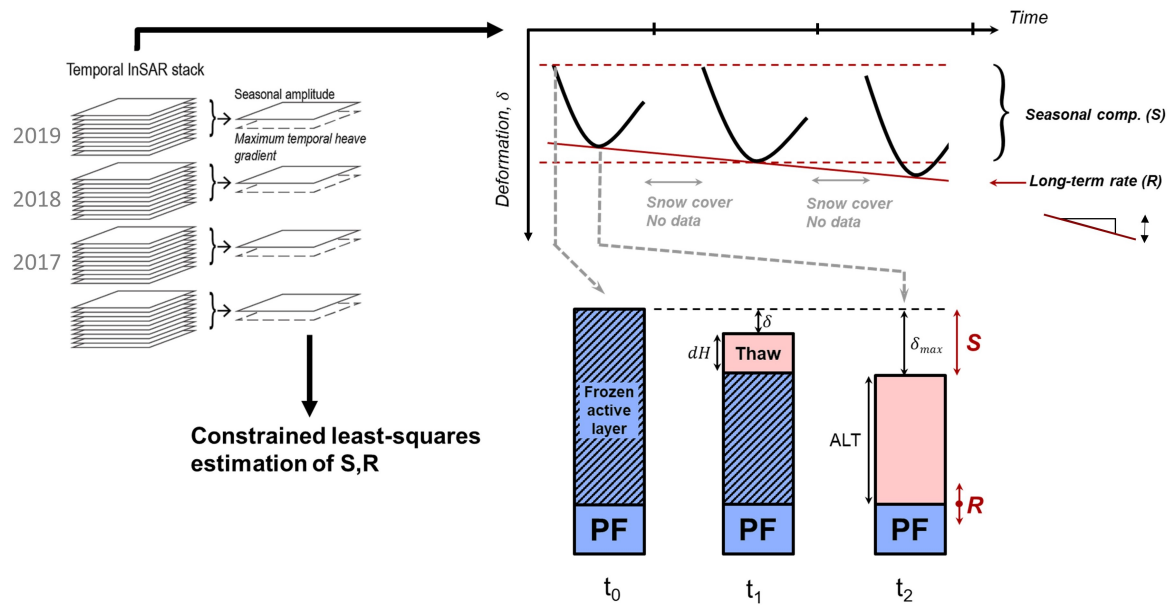 Time
Temporal InSAR stack
Seasonal amplitude
2019
Maximum temporal heave
gradient
2018
2017
Deformation, δ
Seasonal comp. (S)
Long-term rate (R)
Snow cover
No data
Snow cover
No data
Constrained least-squares
estimation of S,R
Frozen
active
layer
PF
t₀
δ
dH
Thaw
PF
t₁
δmax
S
ALT
R
PF
t₂